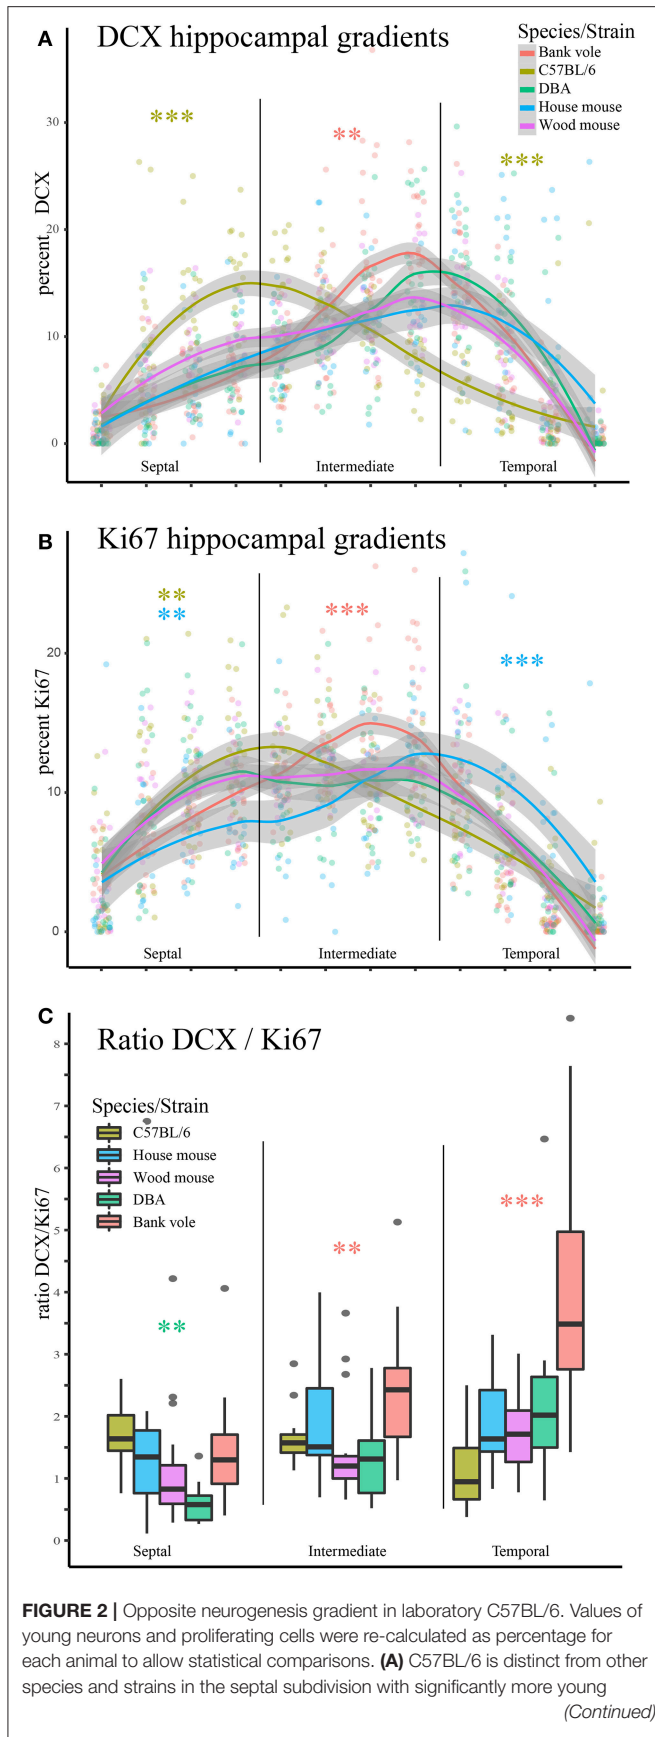 A
DCX hippocampal gradients
Species/Strain
Bank vole
C57BL/6
DBA
House mouse
Wood mouse
***
**
***
percent DCX
30
20
10
0
Septal
Intermediate
Temporal
B
Ki67 hippocampal gradients
**
**
***
***
percent Ki67
20
10
0
Septal
Intermediate
Temporal
C
Ratio DCX / Ki67
Species/Strain
C57BL/6
House mouse
Wood mouse
DBA
Bank vole
ratio DCX/Ki67
8
7
6
5
4
3
2
1
0
**
**
***
Septal
Intermediate
Temporal
FIGURE 2 | Opposite neurogenesis gradient in laboratory C57BL/6. Values of
young neurons and proliferating cells were re-calculated as percentage for
each animal to allow statistical comparisons. (A) C57BL/6 is distinct from other
species and strains in the septal subdivision with significantly more young
(Continued)